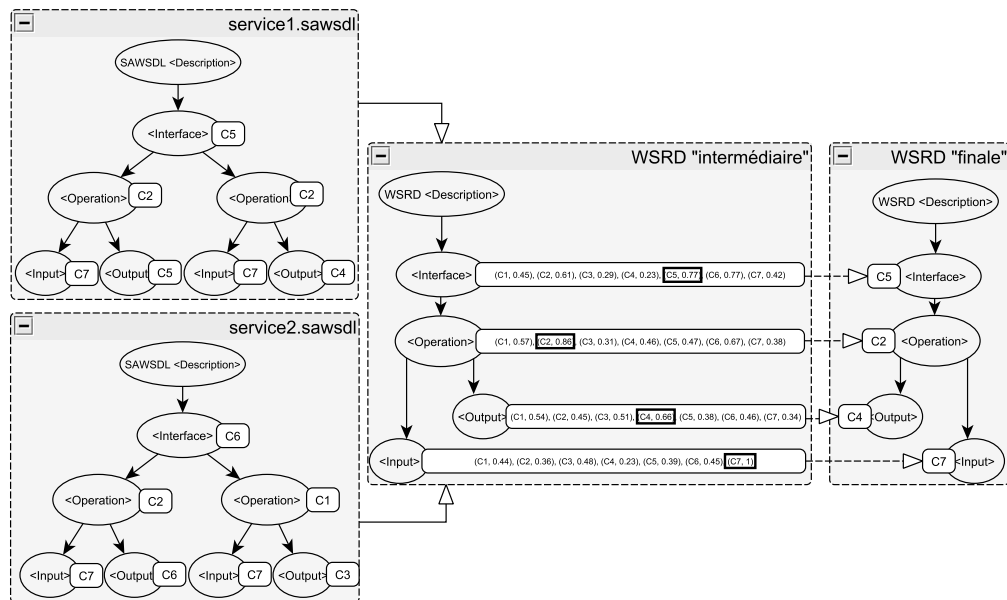 service1.sawsdl
SAWSDL <Description>
<Interface> C5
<Operation> C2
<Operation> C2
<Input> C7
<Output C5
<Input> C7
<Output> C4
service2.sawsdl
SAWSDL <Description>
<Interface> C6
<Operation> C2
<Operation> C1
<Input> C7
<Output C6
<Input> C7
<Output> C3
WSRD "intermédiaire"
WSRD <Description>
<Interface> (C1, 0.45), (C2, 0.61), (C3, 0.29), (C4, 0.23), (C5, 0.77), (C6, 0.77), (C7, 0.42)
<Operation> (C1, 0.57), (C2, 0.86), (C3, 0.31), (C4, 0.46), (C5, 0.47), (C6, 0.67), (C7, 0.38)
<Output> (C1, 0.54), (C2, 0.45), (C3, 0.51), (C4, 0.66), (C5, 0.38), (C6, 0.46), (C7, 0.34)
<Input> (C1, 0.44), (C2, 0.36), (C3, 0.48), (C4, 0.23), (C5, 0.39), (C6, 0.45), (C7, 1)
WSRD "finale"
WSRD <Description>
C5 <Interface>
C2 <Operation>
C4 <Output>
C7 <Input>